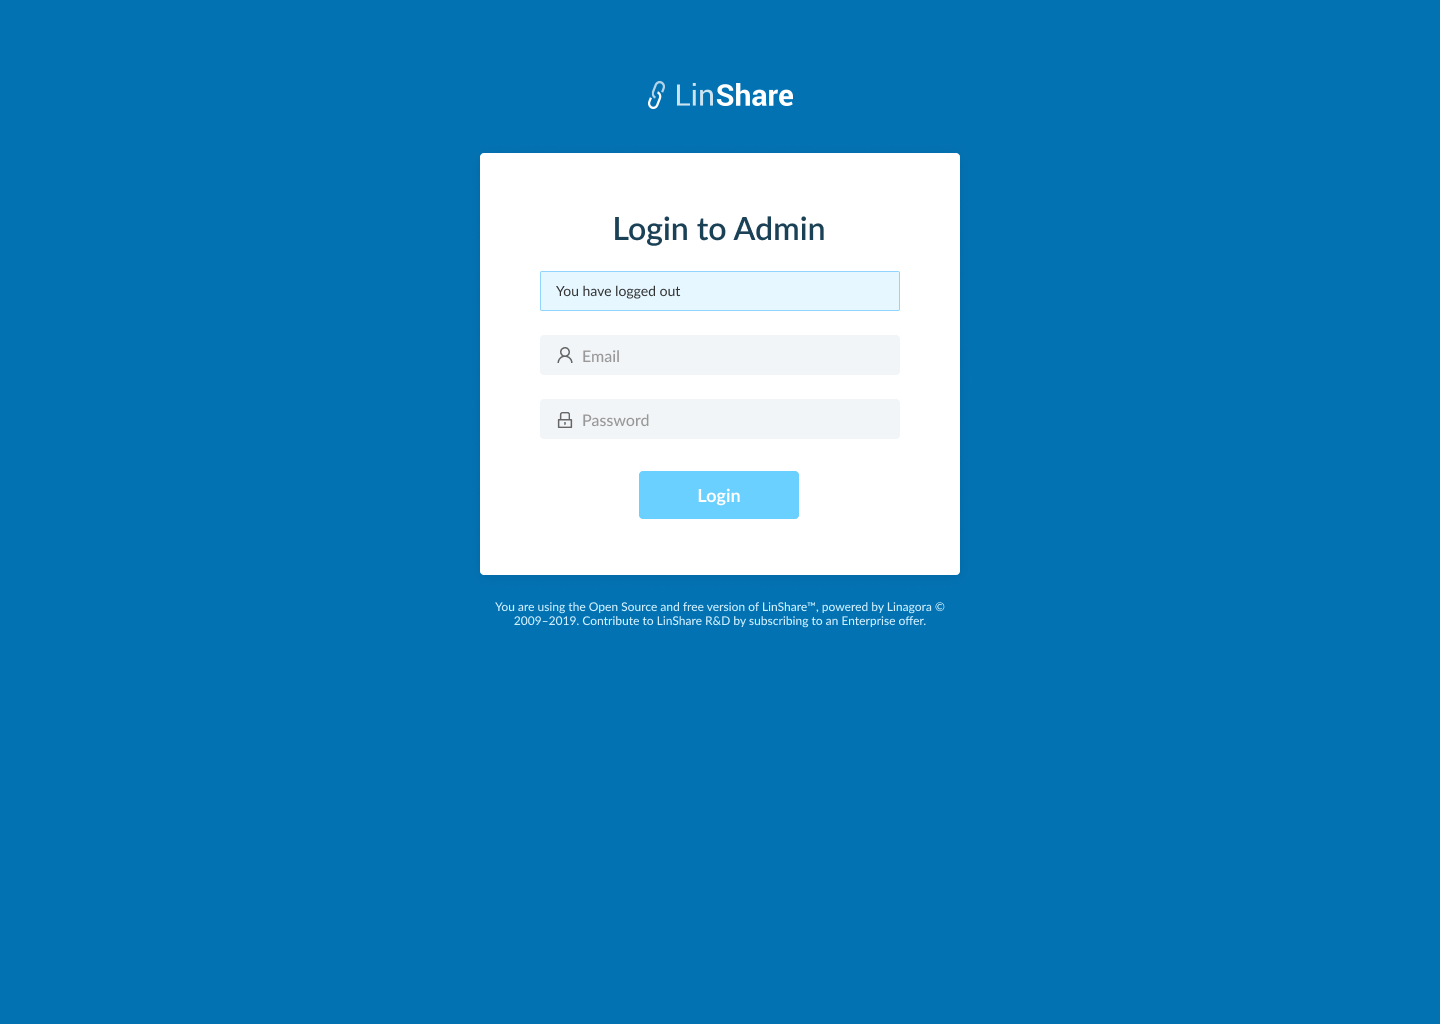 LinShare
Login to Admin
You have logged out
Email
Password
Login
You are using the Open Source and free version of LinShare™, powered by Linagora ©
2009–2019. Contribute to LinShare R&D by subscribing to an Enterprise offer.